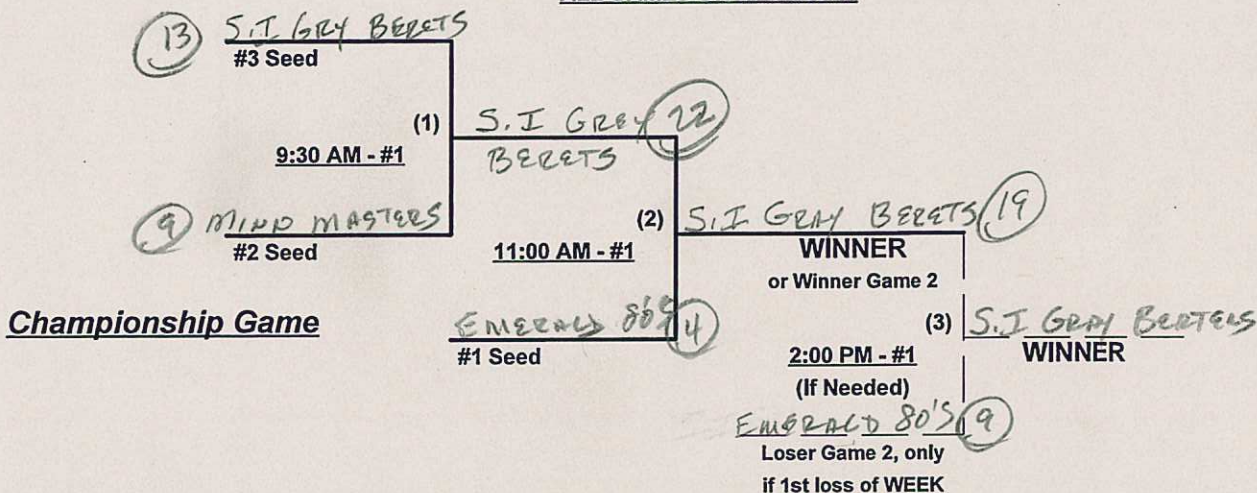 13 S.I GRY BERETS
#3 Seed
(1)
9:30 AM - #1
S.I GREY 22
BERETS
9 MIND MASTERS
#2 Seed
(2)
11:00 AM - #1
S.I GRAY BERETS 19
WINNER
or Winner Game 2
Championship Game
EMERALD 80'S 4
#1 Seed
(3)
2:00 PM - #1
(If Needed)
S.I GRAY BERTERS
WINNER
EMERALD 80'S 9
Loser Game 2, only
if 1st loss of WEEK